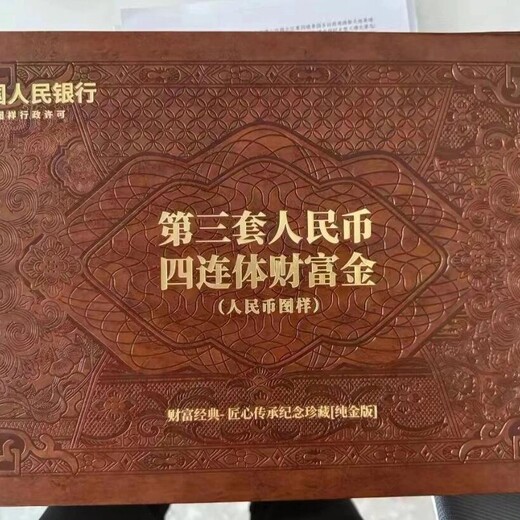 国人民银行
图样行政许可
第三套人民币
四连体财富金
(人民币图样)
财富经典-匠心传承纪念珍藏[纯金版]